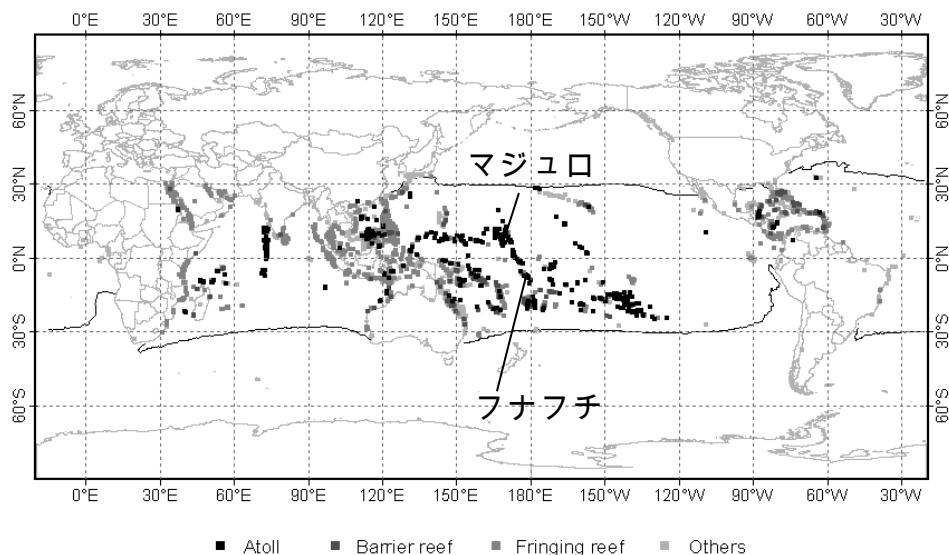 0°E 30°E 60°E 90°E 120°E 150°E 180°E 150°W 120°W 90°W 60°W 30°W
60°N 60°N
マジュロ
30°N 30°N
0°N 0°N
30°S 30°S
フナフチ
60°S 60°S
0°E 30°E 60°E 90°E 120°E 150°E 180°E 150°W 120°W 90°W 60°W 30°W
Atoll Barrier reef Fringing reef Others